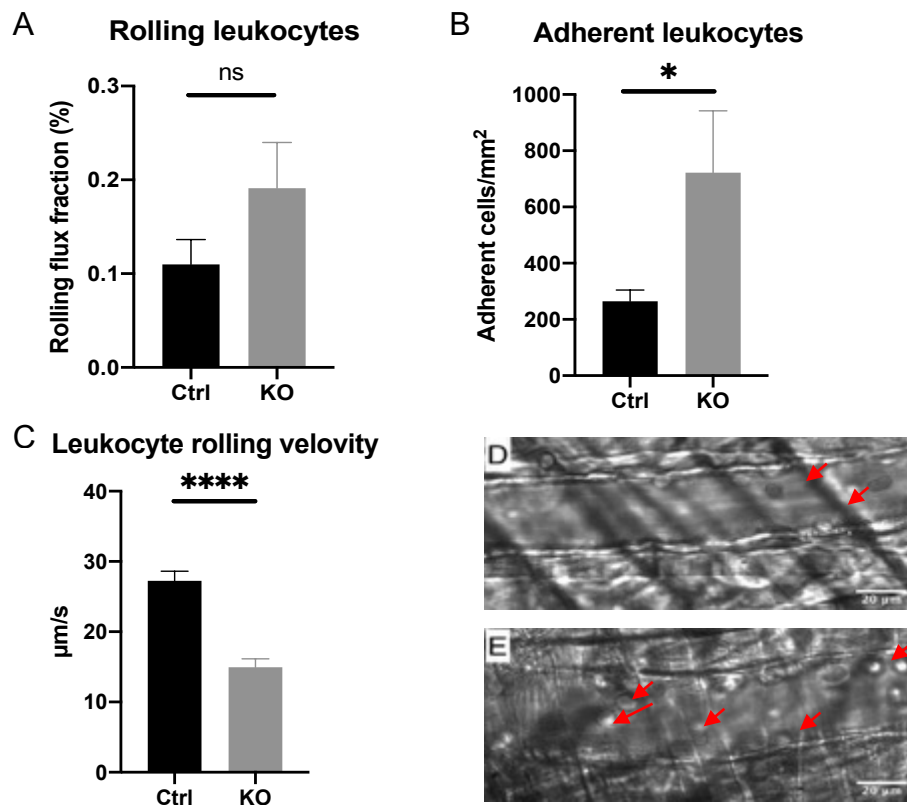 A
Rolling leukocytes
ns
Rolling flux fraction (%)
0.3
0.2
0.1
0.0
Ctrl KO
B
Adherent leukocytes
*
Adherent cells/mm²
1000
800
600
400
200
0
Ctrl KO
C
Leukocyte rolling velovity
****
µm/s
40
30
20
10
0
Ctrl KO
D
20 µm
E
20 µm